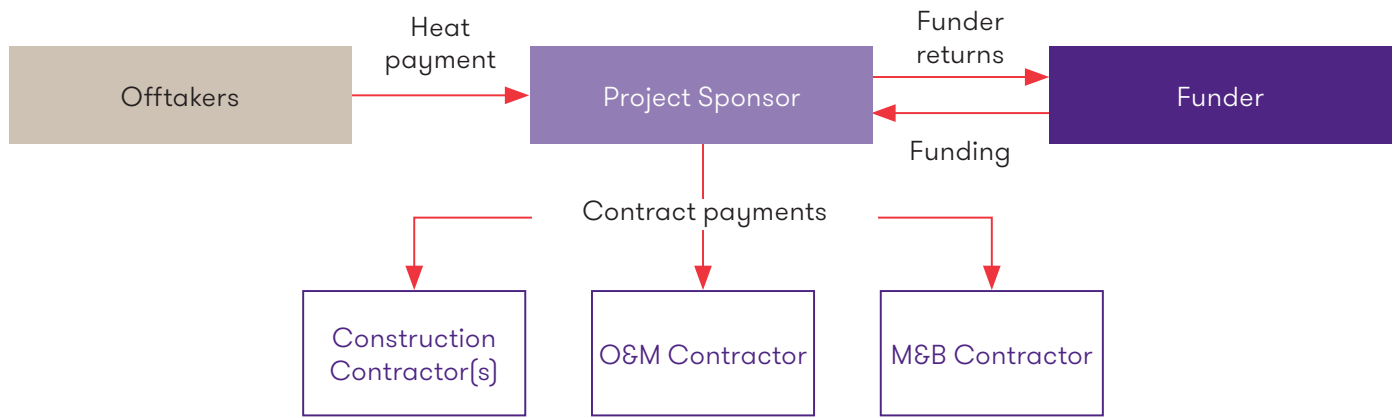 Heat
payment
Funder
returns
Offtakers
Project Sponsor
Funder
Funding
Contract payments
Construction
Contractor(s)
O&M Contractor
M&B Contractor